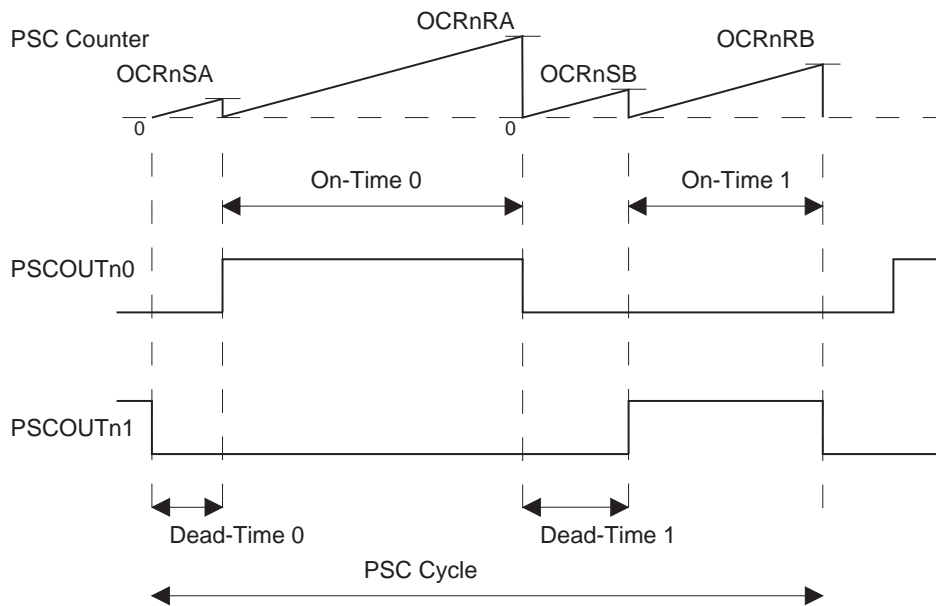 OCRnRA
PSC Counter
OCRnRB
OCRnSA
OCRnSB
0
0
On-Time 0
On-Time 1
PSCOUTn0
PSCOUTn1
Dead-Time 0
Dead-Time 1
PSC Cycle